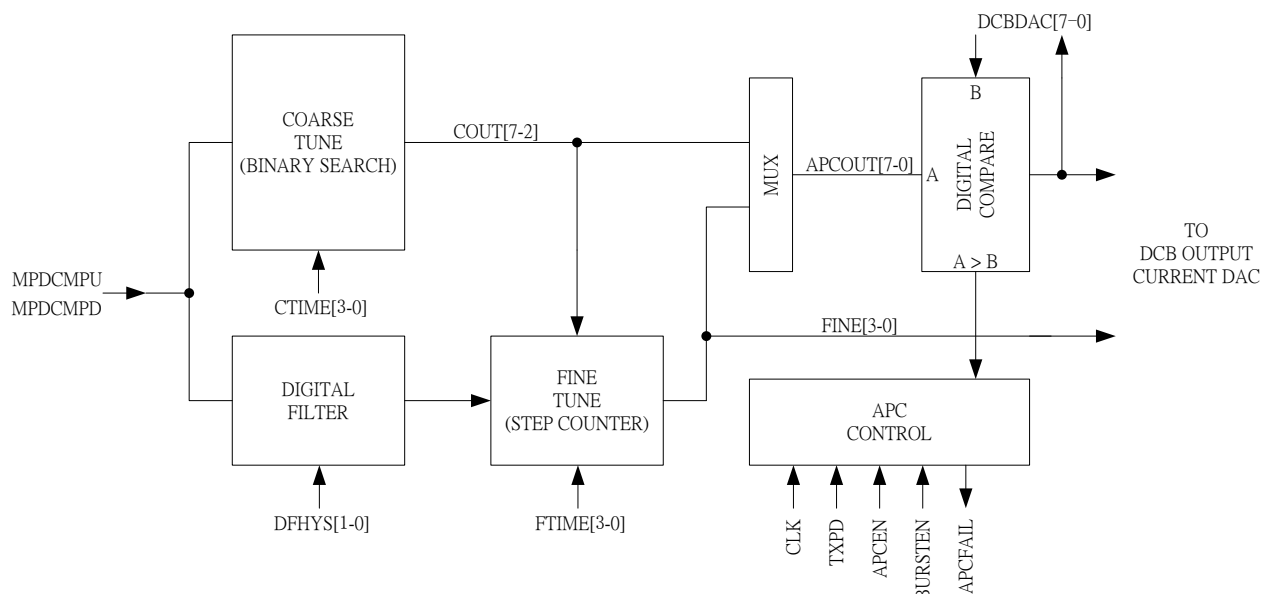 DCBDAC[7-0]
COARSE
TUNE
(BINARY SEARCH)
COUT[7-2]
MUX
APCOUT[7-0]
B
A
DIGITAL
COMPARE
A > B
TO
DCB OUTPUT
CURRENT DAC
MPDCMPU
MPDCMPD
CTIME[3-0]
FINE[3-0]
DIGITAL
FILTER
FINE
TUNE
(STEP COUNTER)
APC
CONTROL
DFHYS[1-0]
FTIME[3-0]
CLK
TXPD
APCEN
BURSTEN
APCFAIL